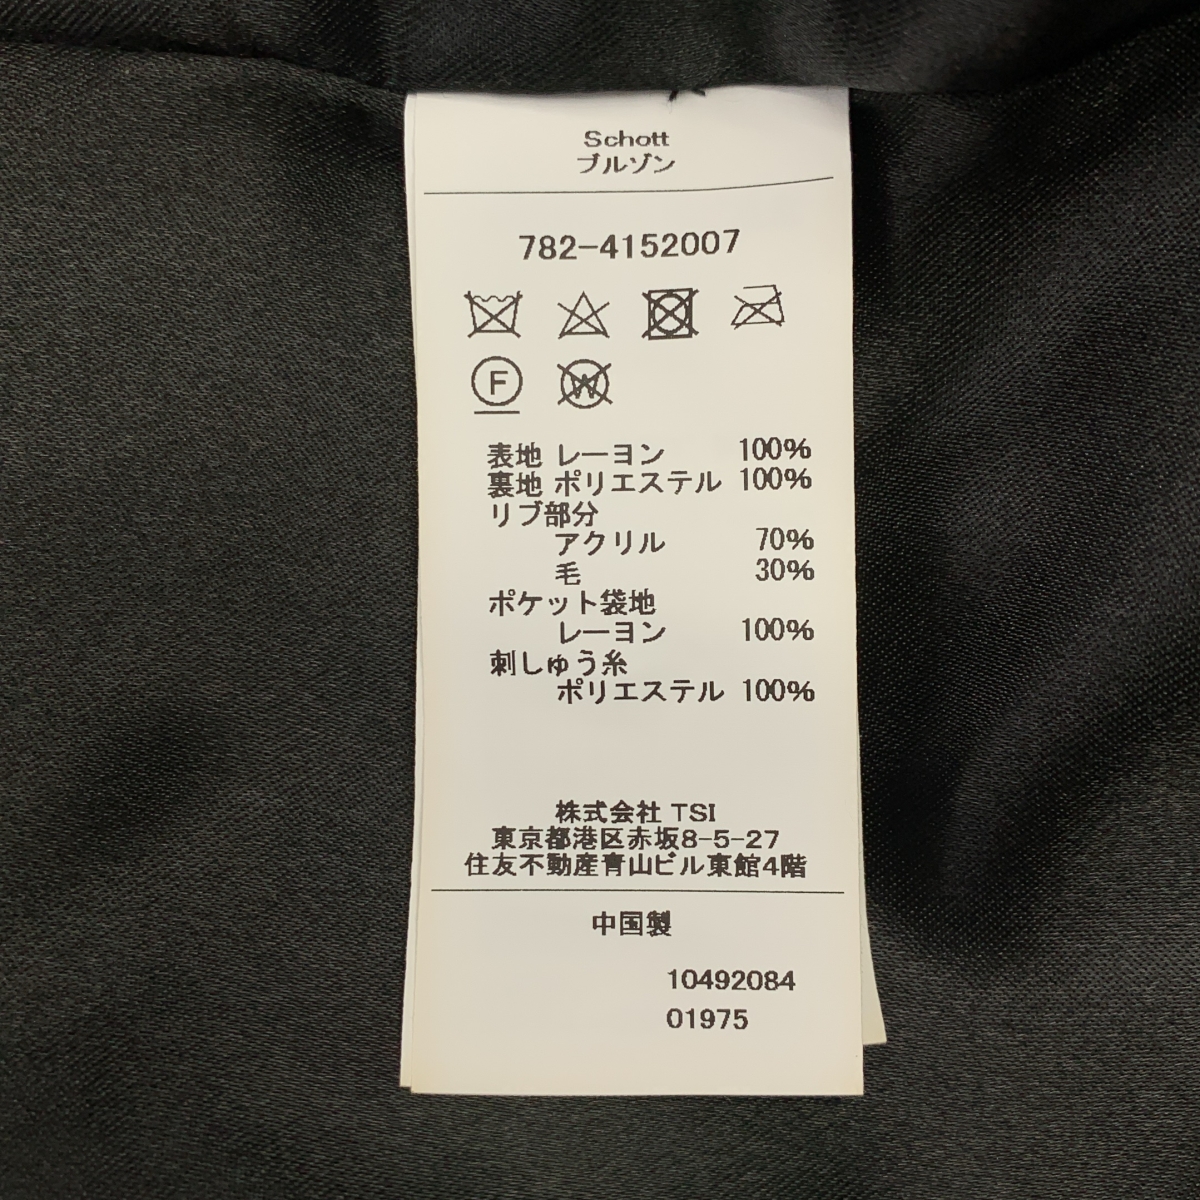 Schott
ブルゾン
782-4152007
F
W
表地 レーヨン 100%
裏地 ポリエステル 100%
リブ部分
アクリル 70%
毛 30%
ポケット袋地
レーヨン 100%
刺しゅう糸
ポリエステル 100%
株式会社 TSI
東京都港区赤坂8-5-27
住友不動産青山ビル東館4階
中国製
10492084
01975